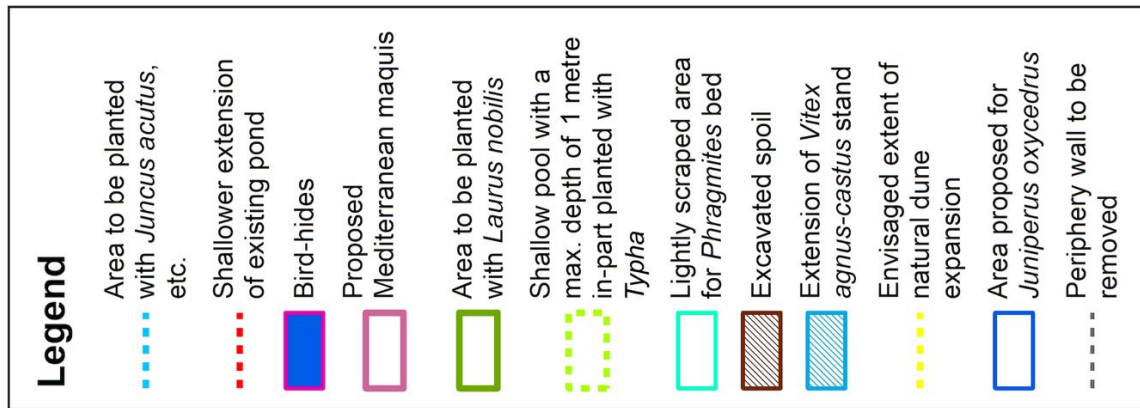 Legend
Area to be planted
with Juncus acutus,
etc.
Shallower extension
of existing pond
Bird-hides
Proposed
Mediterranean maquis
Area to be planted
with Laurus nobilis
Shallow pool with a
max. depth of 1 metre
in-part planted with
Typha
Lightly scraped area
for Phragmites bed
Excavated spoil
Extension of Vitex
agnus-castus stand
Envisaged extent of
natural dune
expansion
Area proposed for
Juniperus oxycedrus
Periphery wall to be
removed